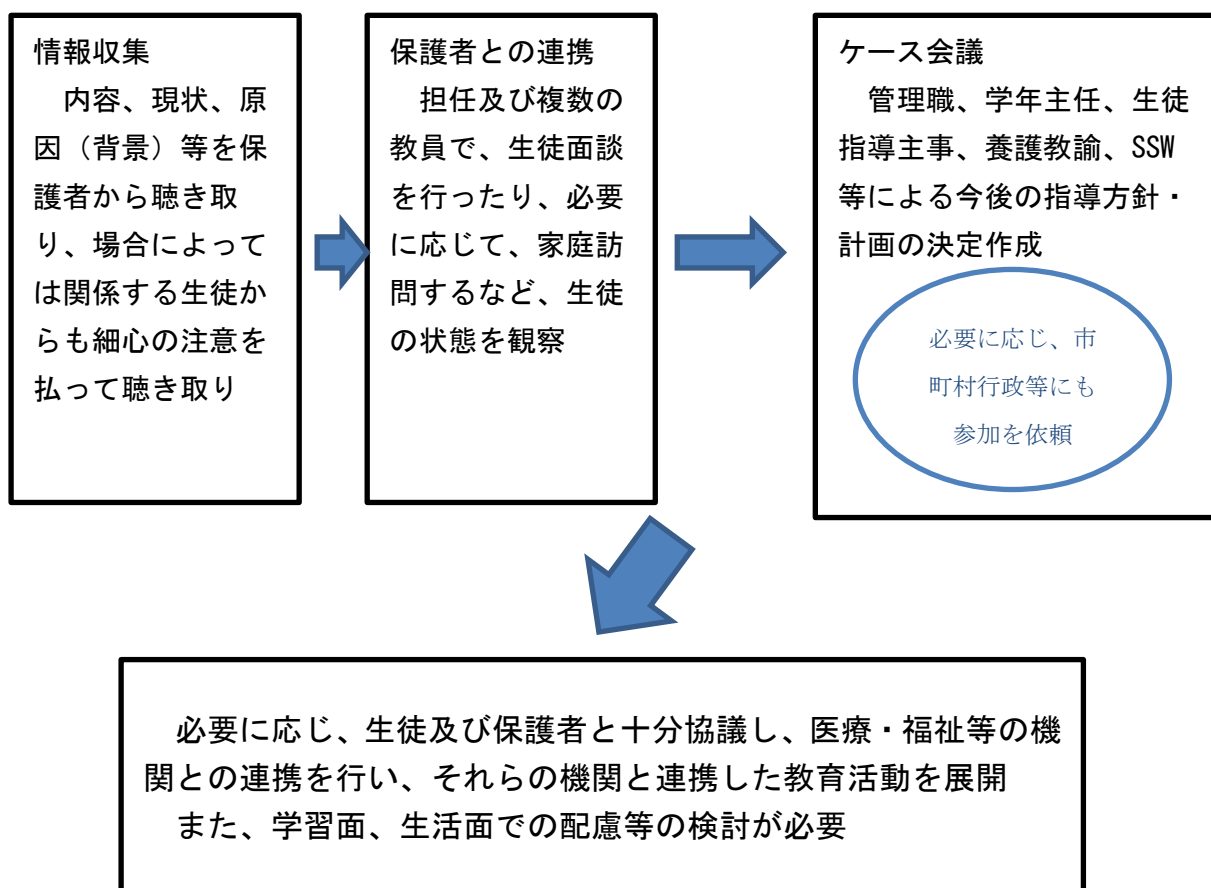 情報収集
　内容、現状、原
因（背景）等を保
護者から聴き取
り、場合によって
は関係する生徒か
らも細心の注意を
払って聴き取り
保護者との連携
　担任及び複数の
教員で、生徒面談
を行ったり、必要
に応じて、家庭訪
問するなど、生徒
の状態を観察
ケース会議
　管理職、学年主任、生徒
指導主事、養護教諭、SSW
等による今後の指導方針・
計画の決定作成
必要に応じ、市
町村行政等にも
参加を依頼
　必要に応じ、生徒及び保護者と十分協議し、医療・福祉等の機
関との連携を行い、それらの機関と連携した教育活動を展開
　また、学習面、生活面での配慮等の検討が必要